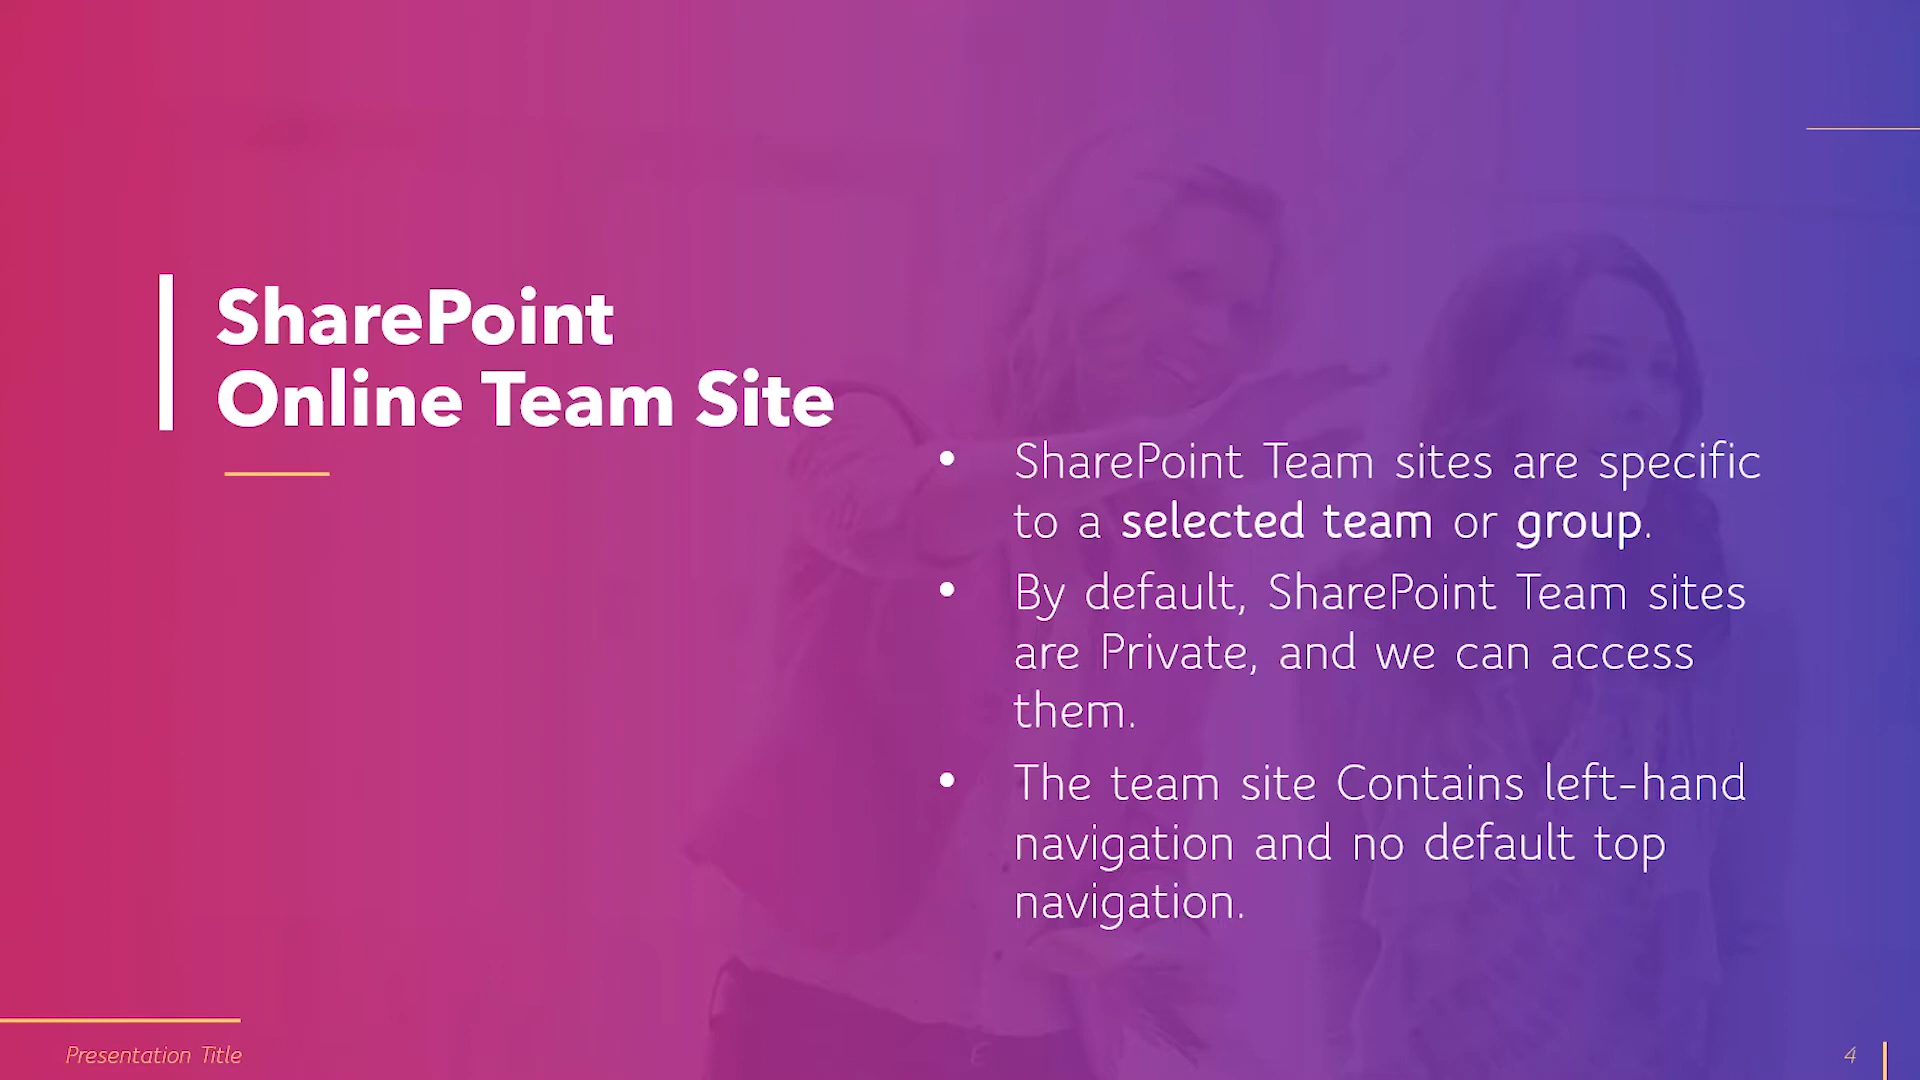 SharePoint
Online Team Site
• SharePoint Team sites are specific
to a selected team or group.
• By default, SharePoint Team sites
are Private, and we can access
them.
• The team site Contains left-hand
navigation and no default top
navigation.
Presentation Title
4